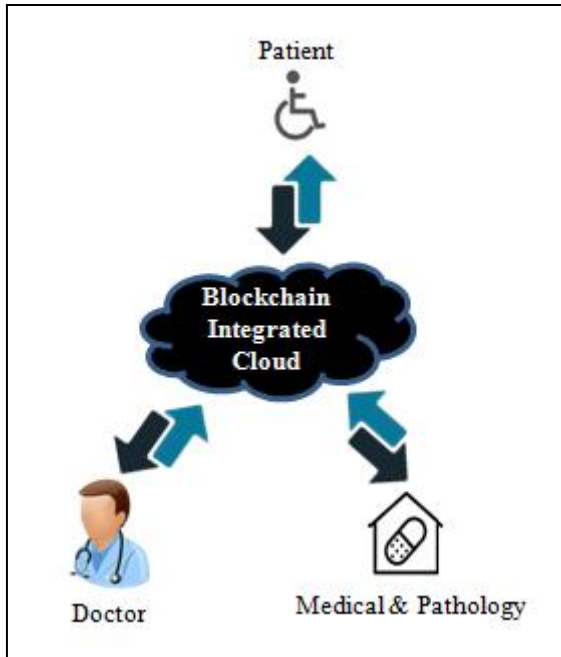 Patient
Blockchain
Integrated
Cloud
Doctor
Medical & Pathology